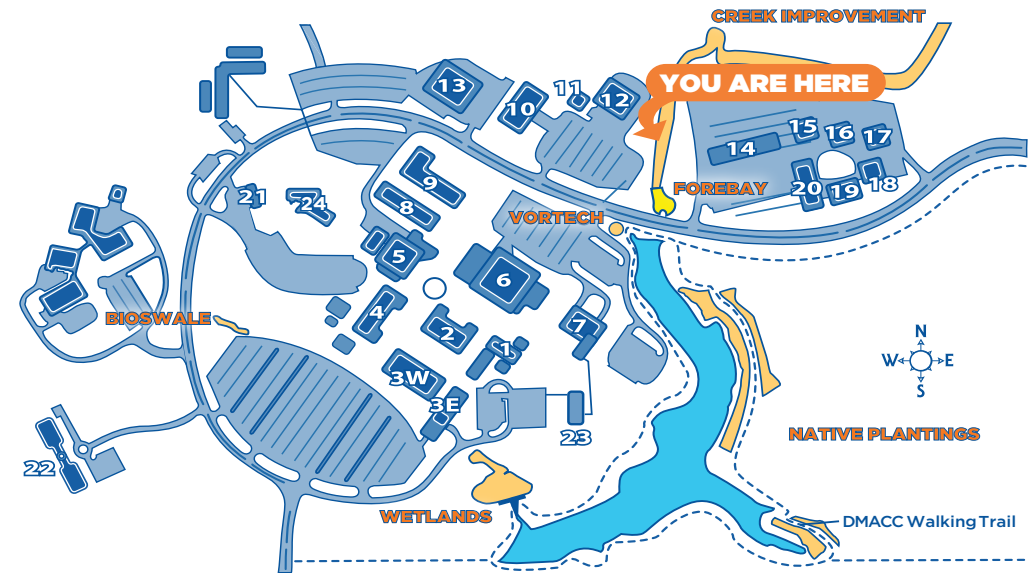 CREEK IMPROVEMENT
YOU ARE HERE
13
10
11
12
14
15
16
17
18
19
20
FOREBAY
VORTECH
9
8
21
24
5
6
4
2
7
1
BIOSWALE
3W
3E
23
22
N
W
E
S
NATIVE PLANTINGS
WETLANDS
DMACC Walking Trail